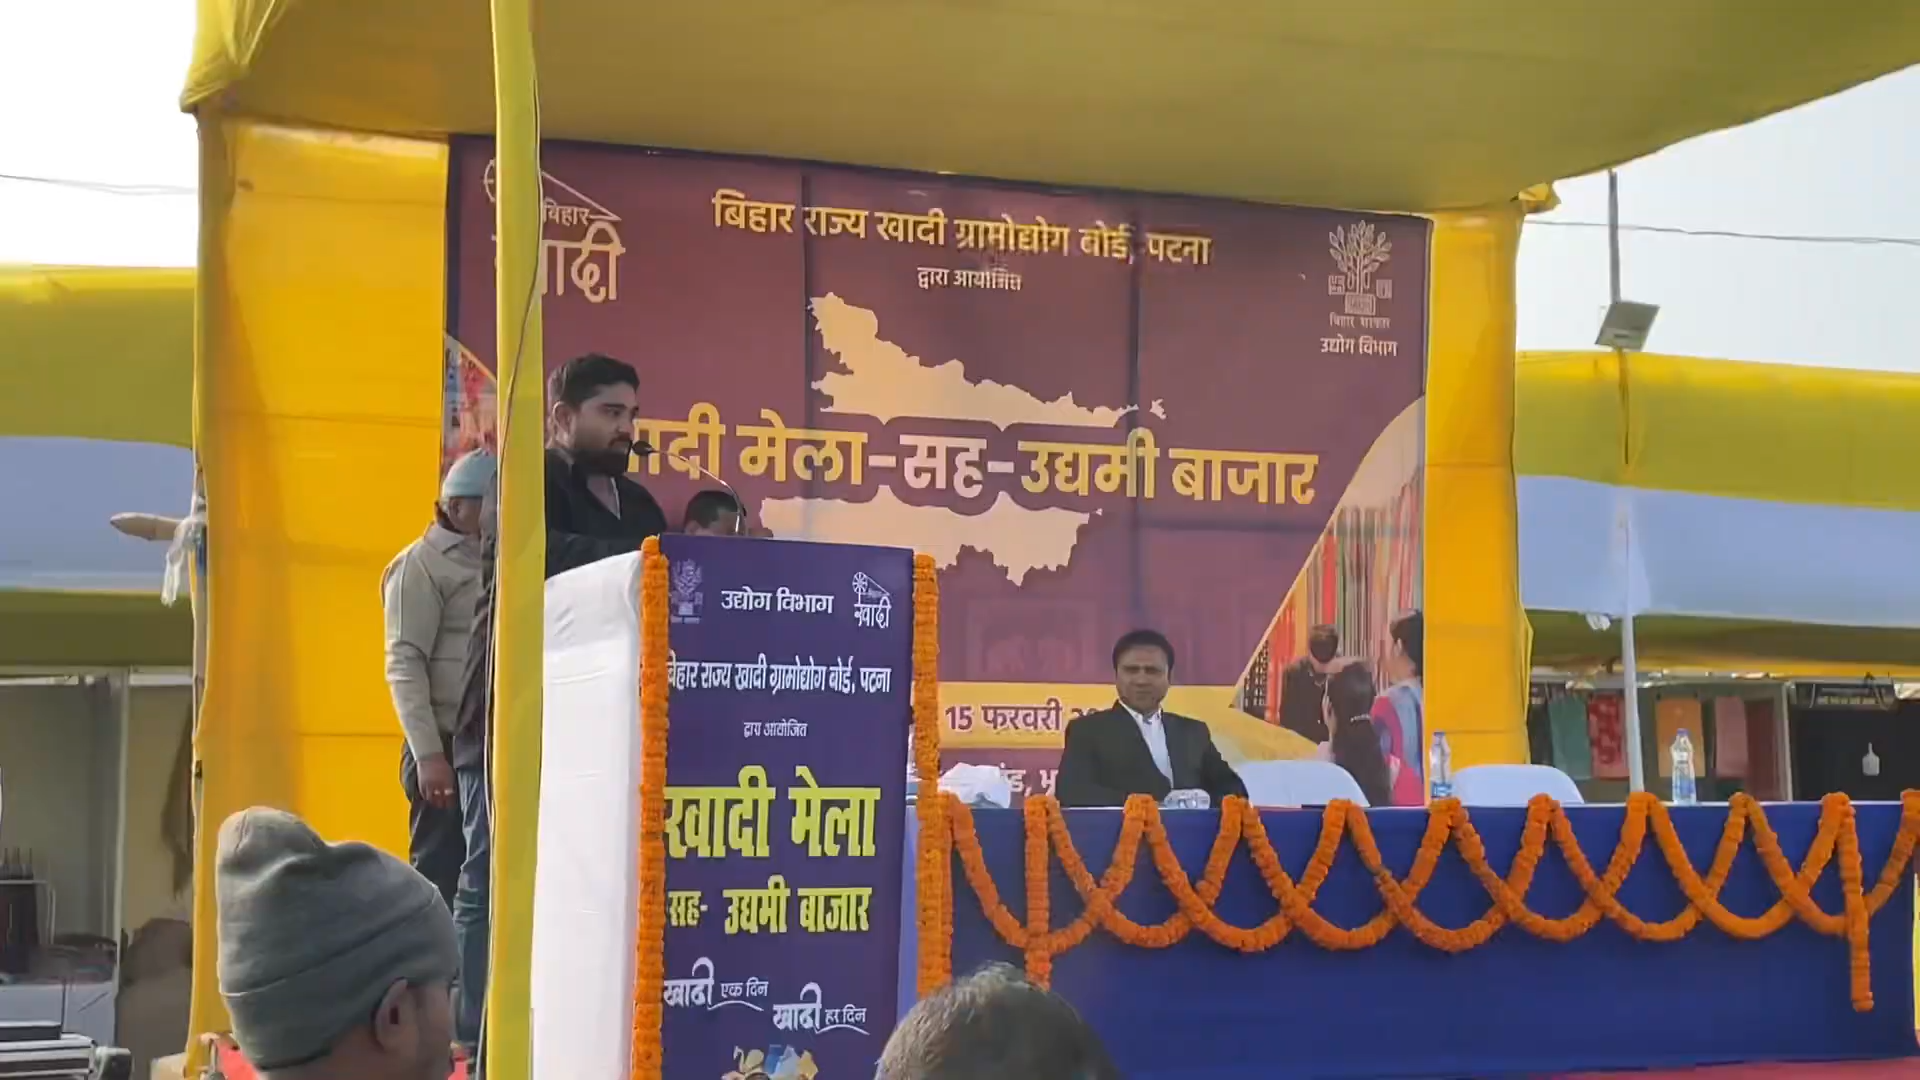 बिहार
खादी
बिहार राज्य खादी ग्रामोद्योग बोर्ड, पटना
द्वारा आयोजित
बिहार सरकार
उद्योग विभाग
मेला-सह-उद्यमी बाजार
15 फरवरी
उद्योग विभाग
खादी
बिहार राज्य खादी ग्रामोद्योग बोर्ड, पटना
द्वारा आयोजित
खादी मेला
सह- उद्यमी बाजार
खादी एक दिन
खादी हर दिन